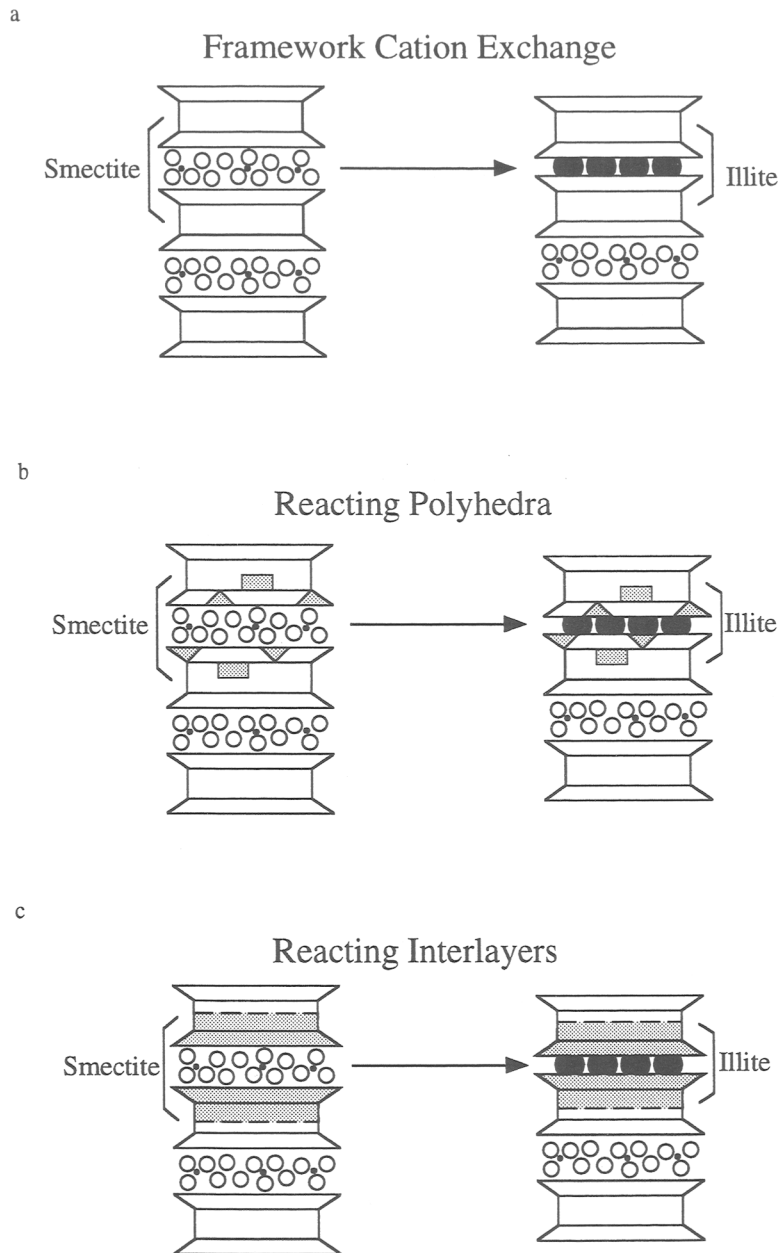 a
Framework Cation Exchange
Smectite
Illite
b
Reacting Polyhedra
Smectite
Illite
c
Reacting Interlayers
Smectite
Illite